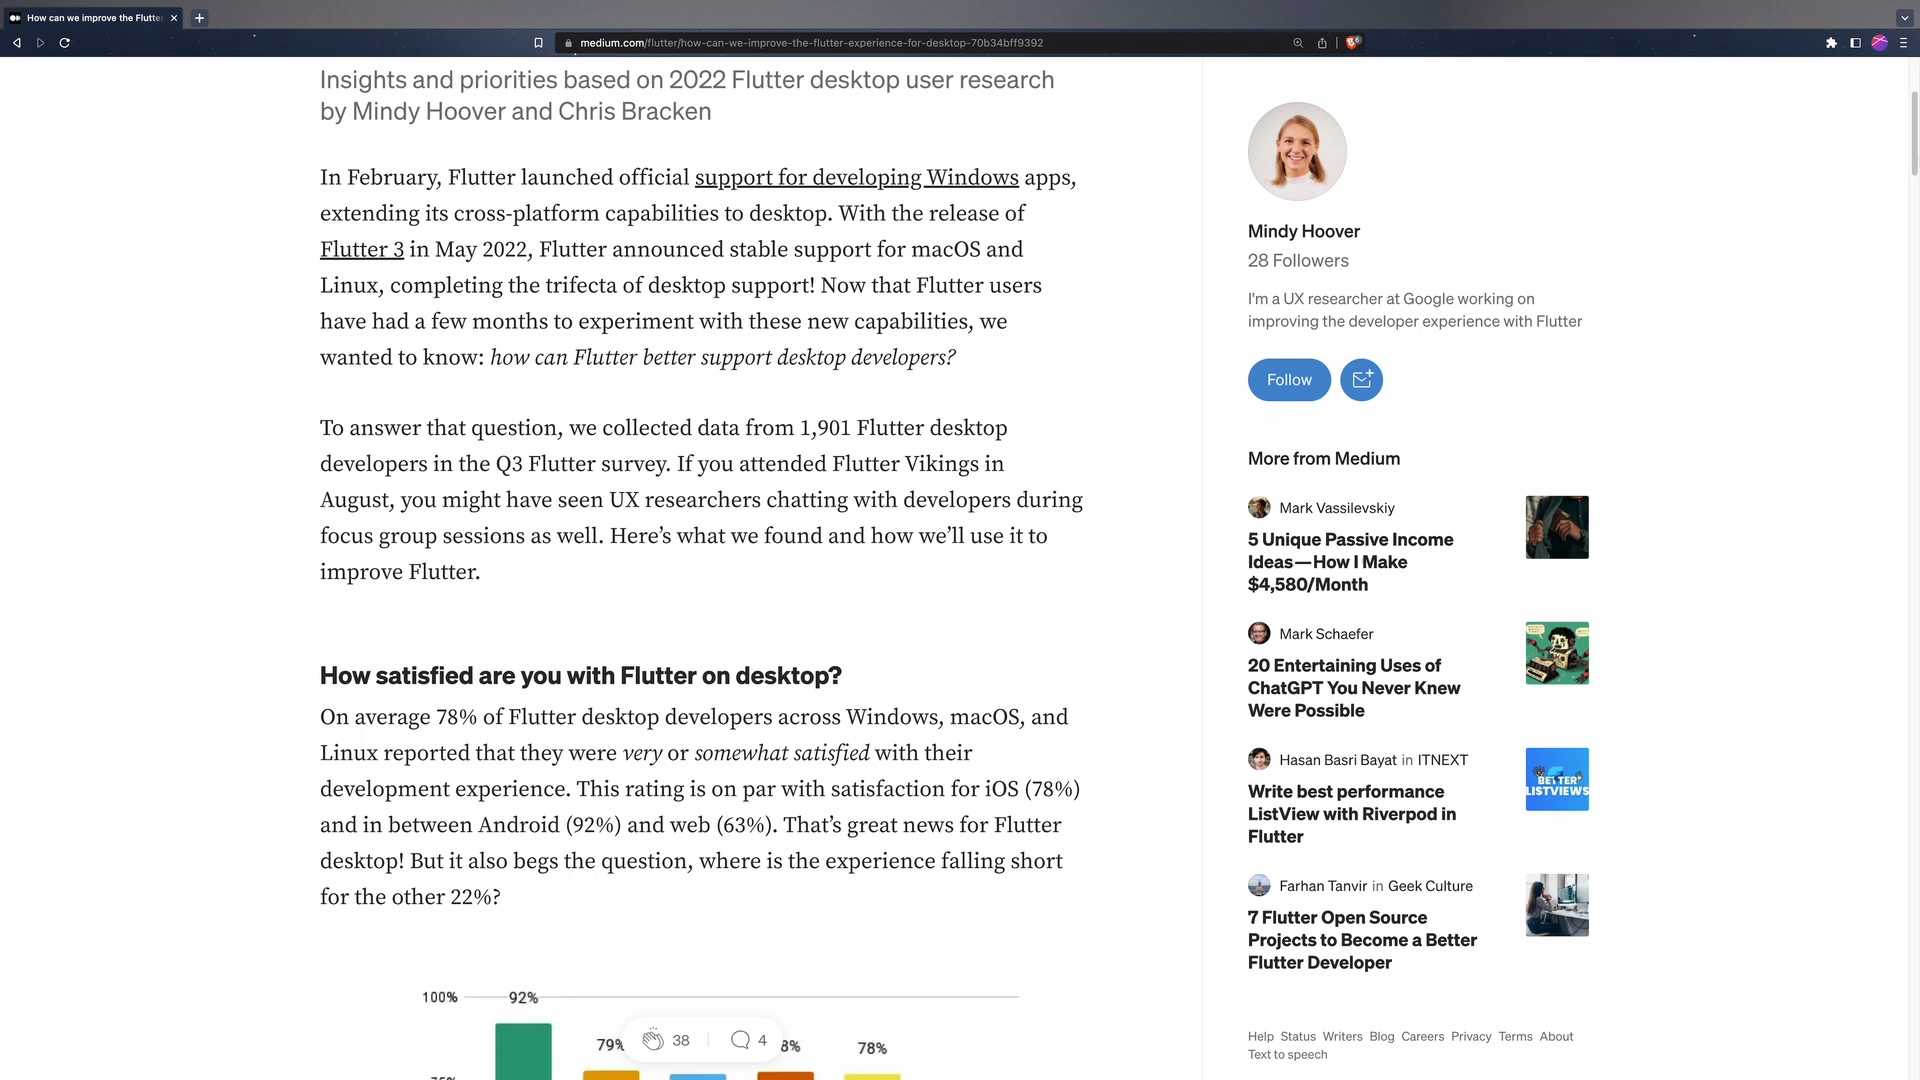 How can we improve the Flutte
medium.com/flutter/how-can-we-improve-the-flutter-experience-for-desktop-70b34bff9392
6
Insights and priorities based on 2022 Flutter desktop user research
by Mindy Hoover and Chris Bracken
In February, Flutter launched official support for developing Windows apps,
extending its cross-platform capabilities to desktop. With the release of
Flutter 3 in May 2022, Flutter announced stable support for macOS and
Linux, completing the trifecta of desktop support! Now that Flutter users
have had a few months to experiment with these new capabilities, we
wanted to know: how can Flutter better support desktop developers?
To answer that question, we collected data from 1,901 Flutter desktop
developers in the Q3 Flutter survey. If you attended Flutter Vikings in
August, you might have seen UX researchers chatting with developers during
focus group sessions as well. Here’s what we found and how we’ll use it to
improve Flutter.
How satisfied are you with Flutter on desktop?
On average 78% of Flutter desktop developers across Windows, macOS, and
Linux reported that they were very or somewhat satisfied with their
development experience. This rating is on par with satisfaction for iOS (78%)
and in between Android (92%) and web (63%). That’s great news for Flutter
desktop! But it also begs the question, where is the experience falling short
for the other 22%?
100%
92%
79%
8%
78%
38
4
Mindy Hoover
28 Followers
I'm a UX researcher at Google working on
improving the developer experience with Flutter
Follow
More from Medium
Mark Vassilevskiy
5 Unique Passive Income
Ideas — How I Make
$4,580/Month
Mark Schaefer
20 Entertaining Uses of
ChatGPT You Never Knew
Were Possible
Hasan Basri Bayat in ITNEXT
Write best performance
ListView with Riverpod in
Flutter
BETTER
LISTVIEWS
Farhan Tanvir in Geek Culture
7 Flutter Open Source
Projects to Become a Better
Flutter Developer
Help Status Writers Blog Careers Privacy Terms About
Text to speech